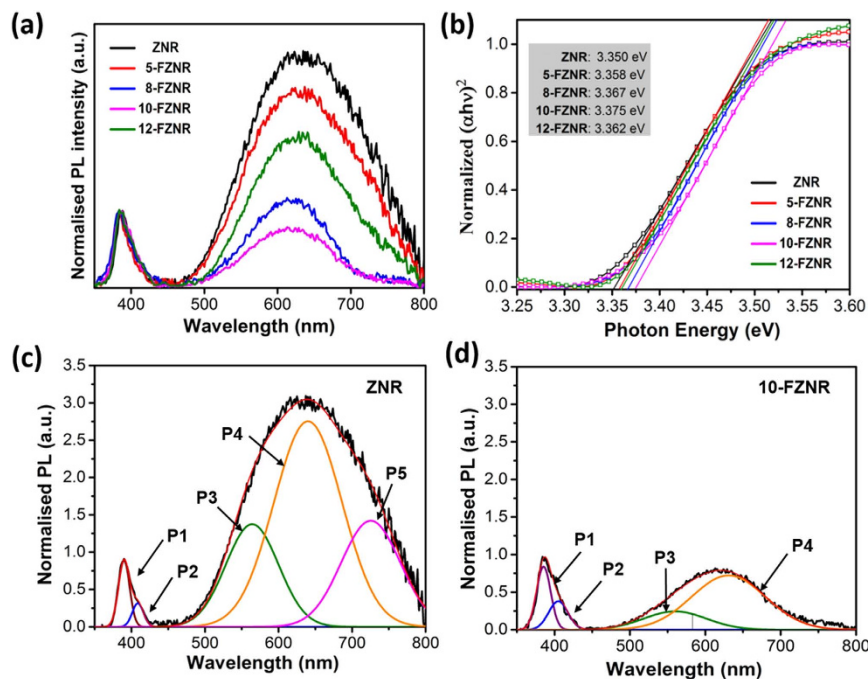 (a)
Normalised PL intensity (a.u.)
ZNR
5-FZNR
8-FZNR
10-FZNR
12-FZNR
400 500 600 700 800
Wavelength (nm)
(b)
Normalized (αhν)²
1.0
0.8
0.6
0.4
0.2
0.0
ZNR: 3.350 eV
5-FZNR: 3.358 eV
8-FZNR: 3.367 eV
10-FZNR: 3.375 eV
12-FZNR: 3.362 eV
ZNR
5-FZNR
8-FZNR
10-FZNR
12-FZNR
3.25 3.30 3.35 3.40 3.45 3.50 3.55 3.60
Photon Energy (eV)
(c)
Normalised PL (a.u.)
3.5
3.0
2.5
2.0
1.5
1.0
0.5
0.0
ZNR
P1
P2
P3
P4
P5
400 500 600 700 800
Wavelength (nm)
(d)
Normalised PL (a.u.)
3.5
3.0
2.5
2.0
1.5
1.0
0.5
0.0
10-FZNR
P1
P2
P3
P4
400 500 600 700 800
Wavelength (nm)